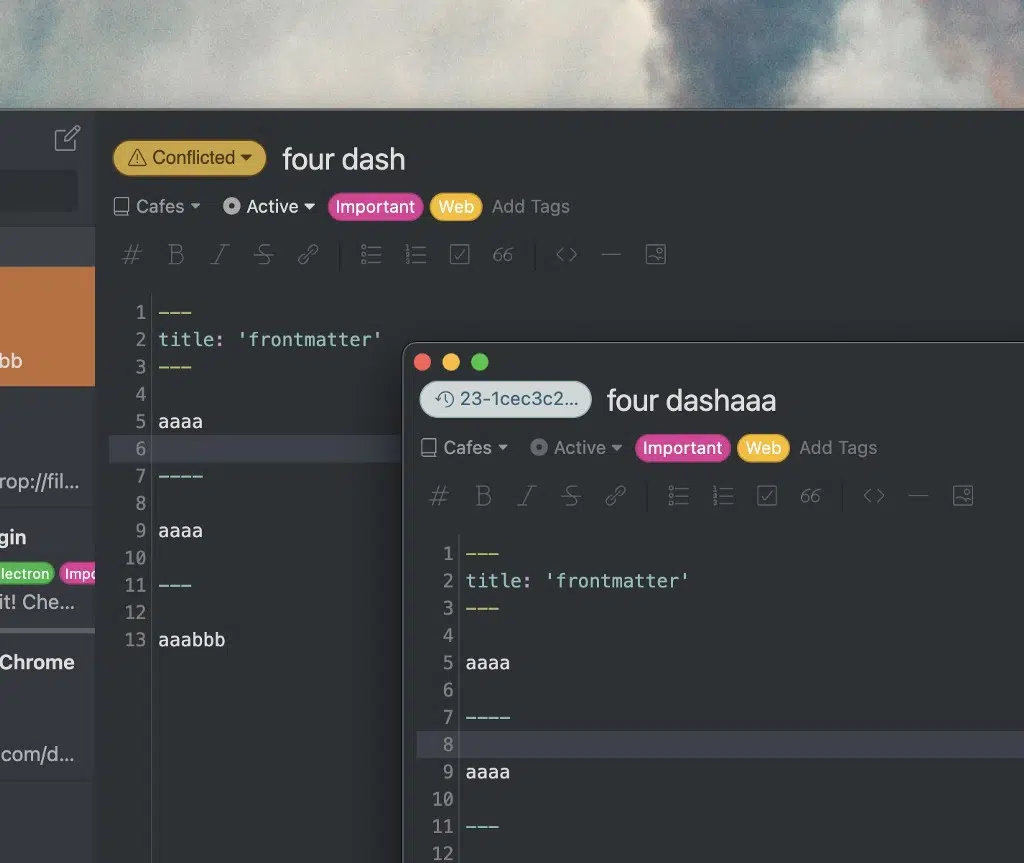 Conflicted four dash
Cafes Active Important Web Add Tags
1 ---
2 title: 'frontmatter'
3 ---
4
5 aaaa
6
7 ----
8
9 aaaa
10
11 ---
12
13 aaabbb
bb
rop://fil...
gin
lectron Impo
it! Che...
Chrome
.com/d...
23-1cec3c2... four dashaaa
Cafes Active Important Web Add Tags
1 ---
2 title: 'frontmatter'
3 ---
4
5 aaaa
6
7 ----
8
9 aaaa
10
11 ---
12